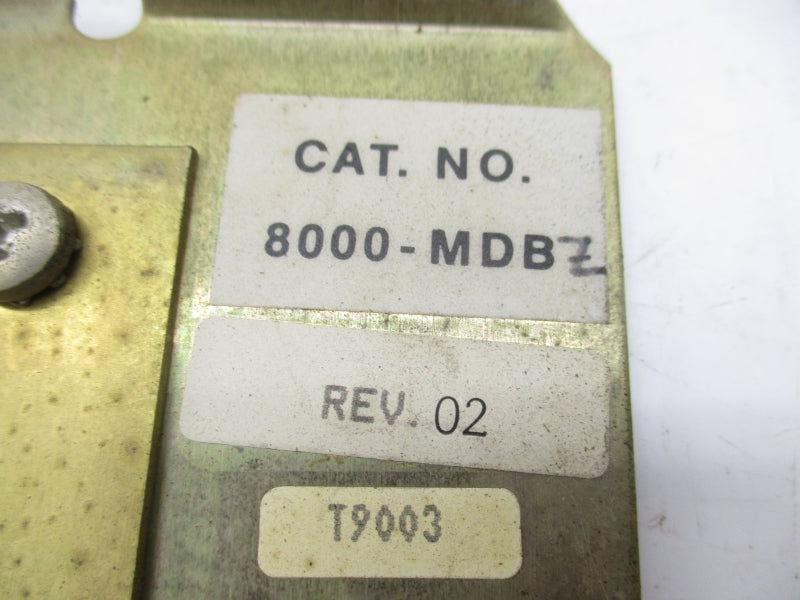 CAT. NO.
8000-MDBZ
REV. 02
T9003